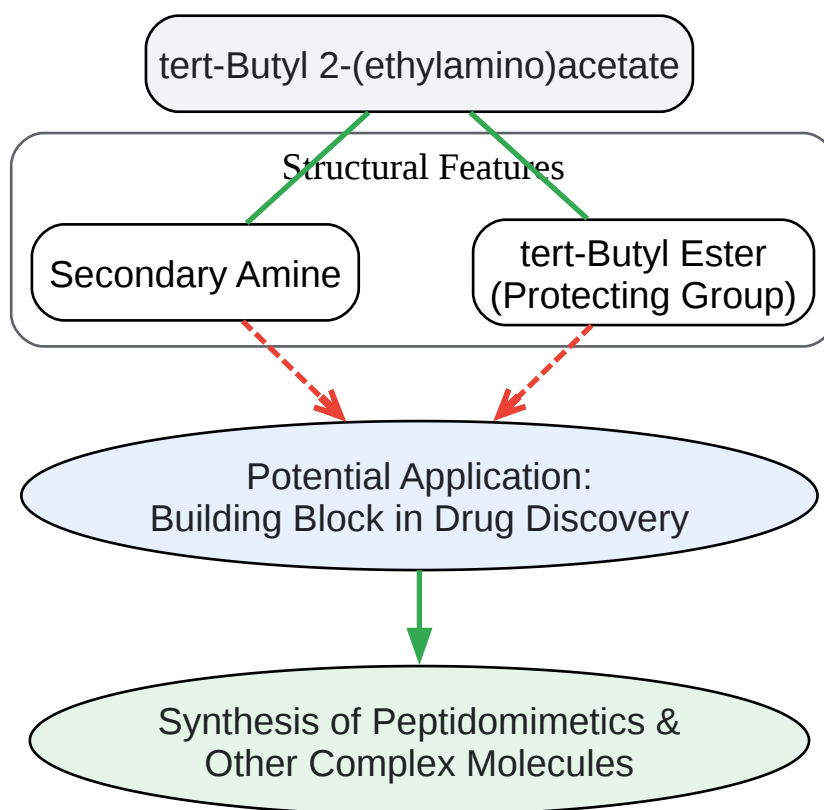 tert-Butyl 2-(ethylamino)acetate
Structural Features
Secondary Amine
tert-Butyl Ester
(Protecting Group)
Potential Application:
Building Block in Drug Discovery
Synthesis of Peptidomimetics &
Other Complex Molecules